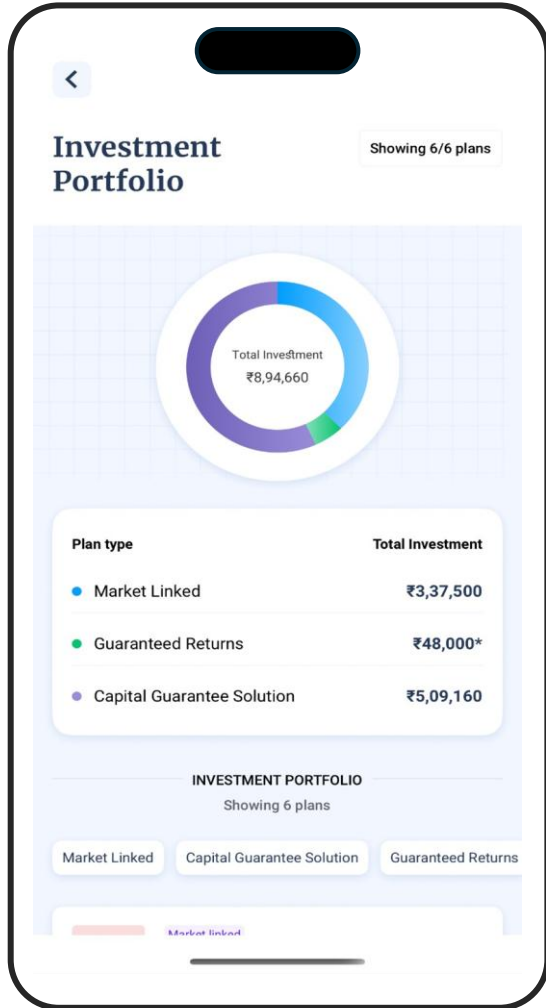 Investment
Portfolio
Showing 6/6 plans
Total Investment
₹8,94,660
Plan type Total Investment
Market Linked ₹3,37,500
Guaranteed Returns ₹48,000*
Capital Guarantee Solution ₹5,09,160
INVESTMENT PORTFOLIO
Showing 6 plans
Market Linked Capital Guarantee Solution Guaranteed Returns
Market linked